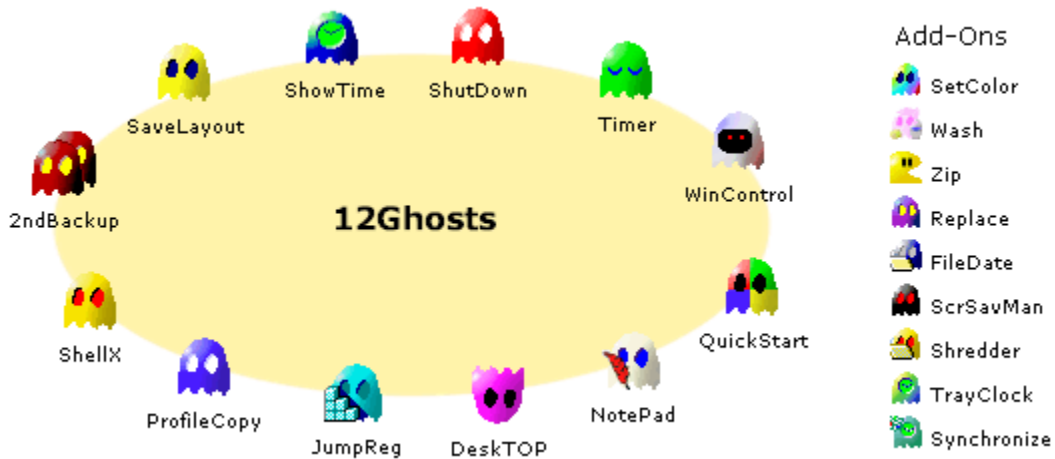 Add-Ons
ShowTime
ShutDown
SetColor
SaveLayout
Timer
Wash
Zip
WinControl
2ndBackup
12Ghosts
Replace
FileDate
ScrSavMan
QuickStart
ShellX
Shredder
TrayClock
ProfileCopy
NotePad
JumpReg
DeskTOP
Synchronize